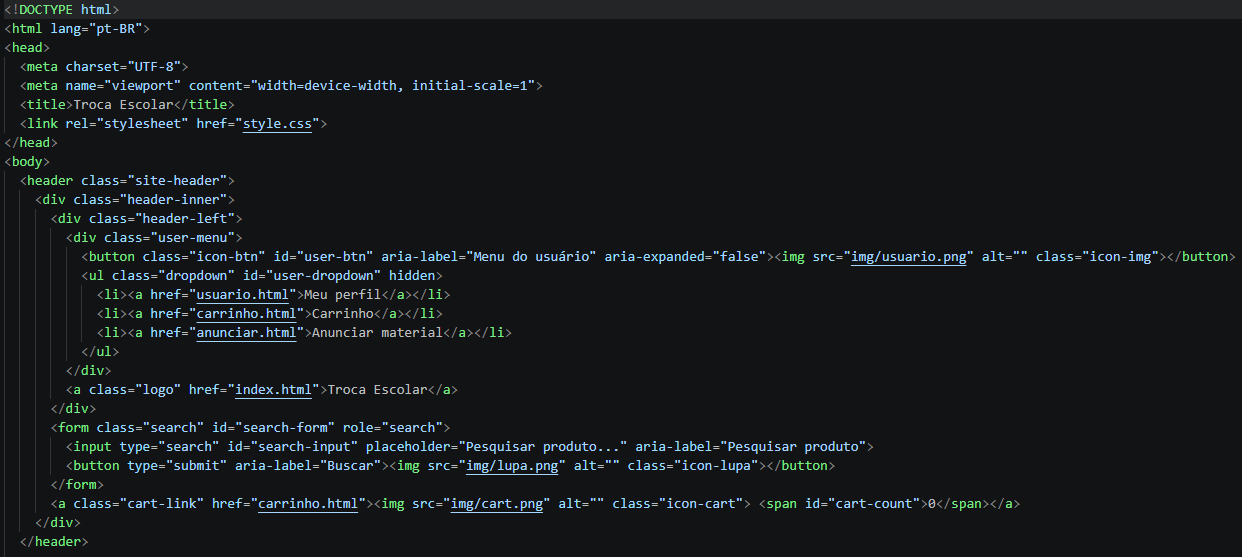 <!DOCTYPE html>
<html lang="pt-BR">
<head>
  <meta charset="UTF-8">
  <meta name="viewport" content="width=device-width, initial-scale=1">
  <title>Troca Escolar</title>
  <link rel="stylesheet" href="style.css">
</head>
<body>
  <header class="site-header">
    <div class="header-inner">
      <div class="header-left">
        <div class="user-menu">
          <button class="icon-btn" id="user-btn" aria-label="Menu do usuário" aria-expanded="false"><img src="img/usuario.png" alt="" class="icon-img"></button>
          <ul class="dropdown" id="user-dropdown" hidden>
            <li><a href="usuario.html">Meu perfil</a></li>
            <li><a href="carrinho.html">Carrinho</a></li>
            <li><a href="anunciar.html">Anunciar material</a></li>
          </ul>
        </div>
        <a class="logo" href="index.html">Troca Escolar</a>
      </div>
      <form class="search" id="search-form" role="search">
        <input type="search" id="search-input" placeholder="Pesquisar produto..." aria-label="Pesquisar produto">
        <button type="submit" aria-label="Buscar"><img src="img/lupa.png" alt="" class="icon-lupa"></button>
      </form>
      <a class="cart-link" href="carrinho.html"><img src="img/cart.png" alt="" class="icon-cart"> <span id="cart-count">0</span></a>
    </div>
  </header>